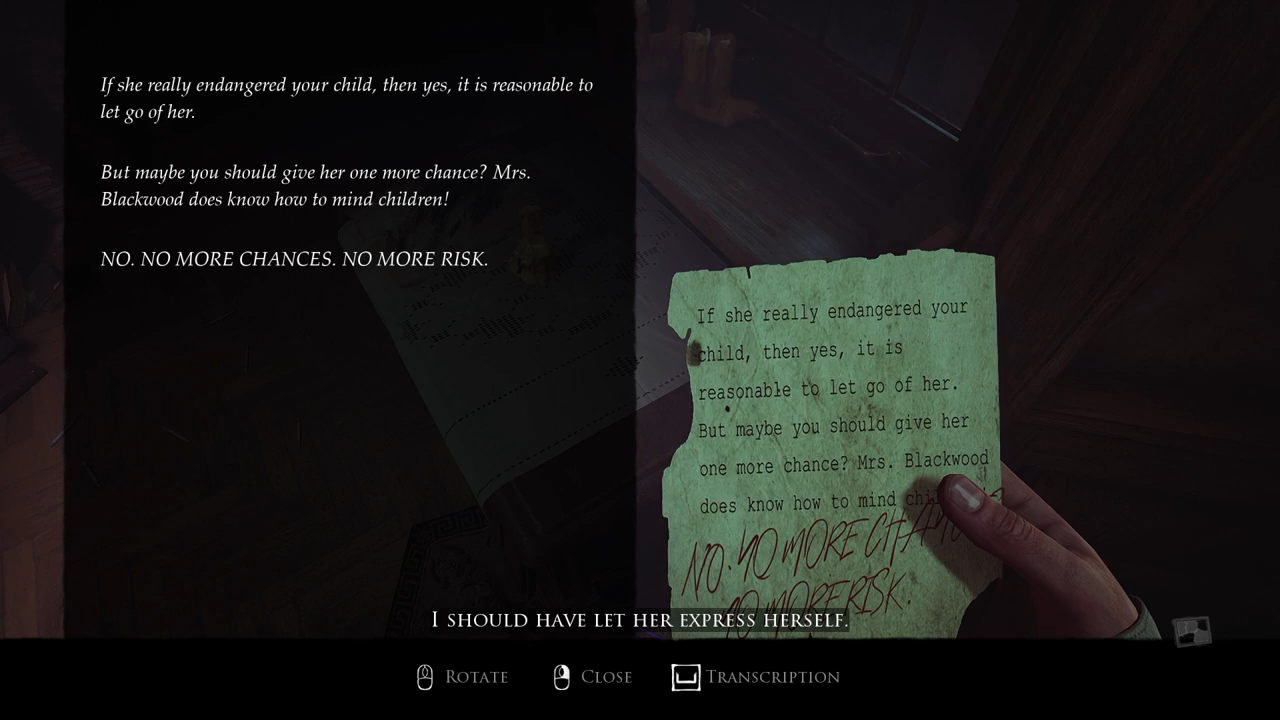 If she really endangered your child, then yes, it is reasonable to
let go of her.
But maybe you should give her one more chance? Mrs.
Blackwood does know how to mind children!
NO. NO MORE CHANCES. NO MORE RISK.
If she really endangered your
child, then yes, it is
reasonable to let go of her.
But maybe you should give her
one more chance? Mrs. Blackwood
does know how to mind
NO. NO MORE
NO MORE RISK.
I SHOULD HAVE LET HER EXPRESS HERSELF.
ROTATE
CLOSE
TRANSCRIPTION